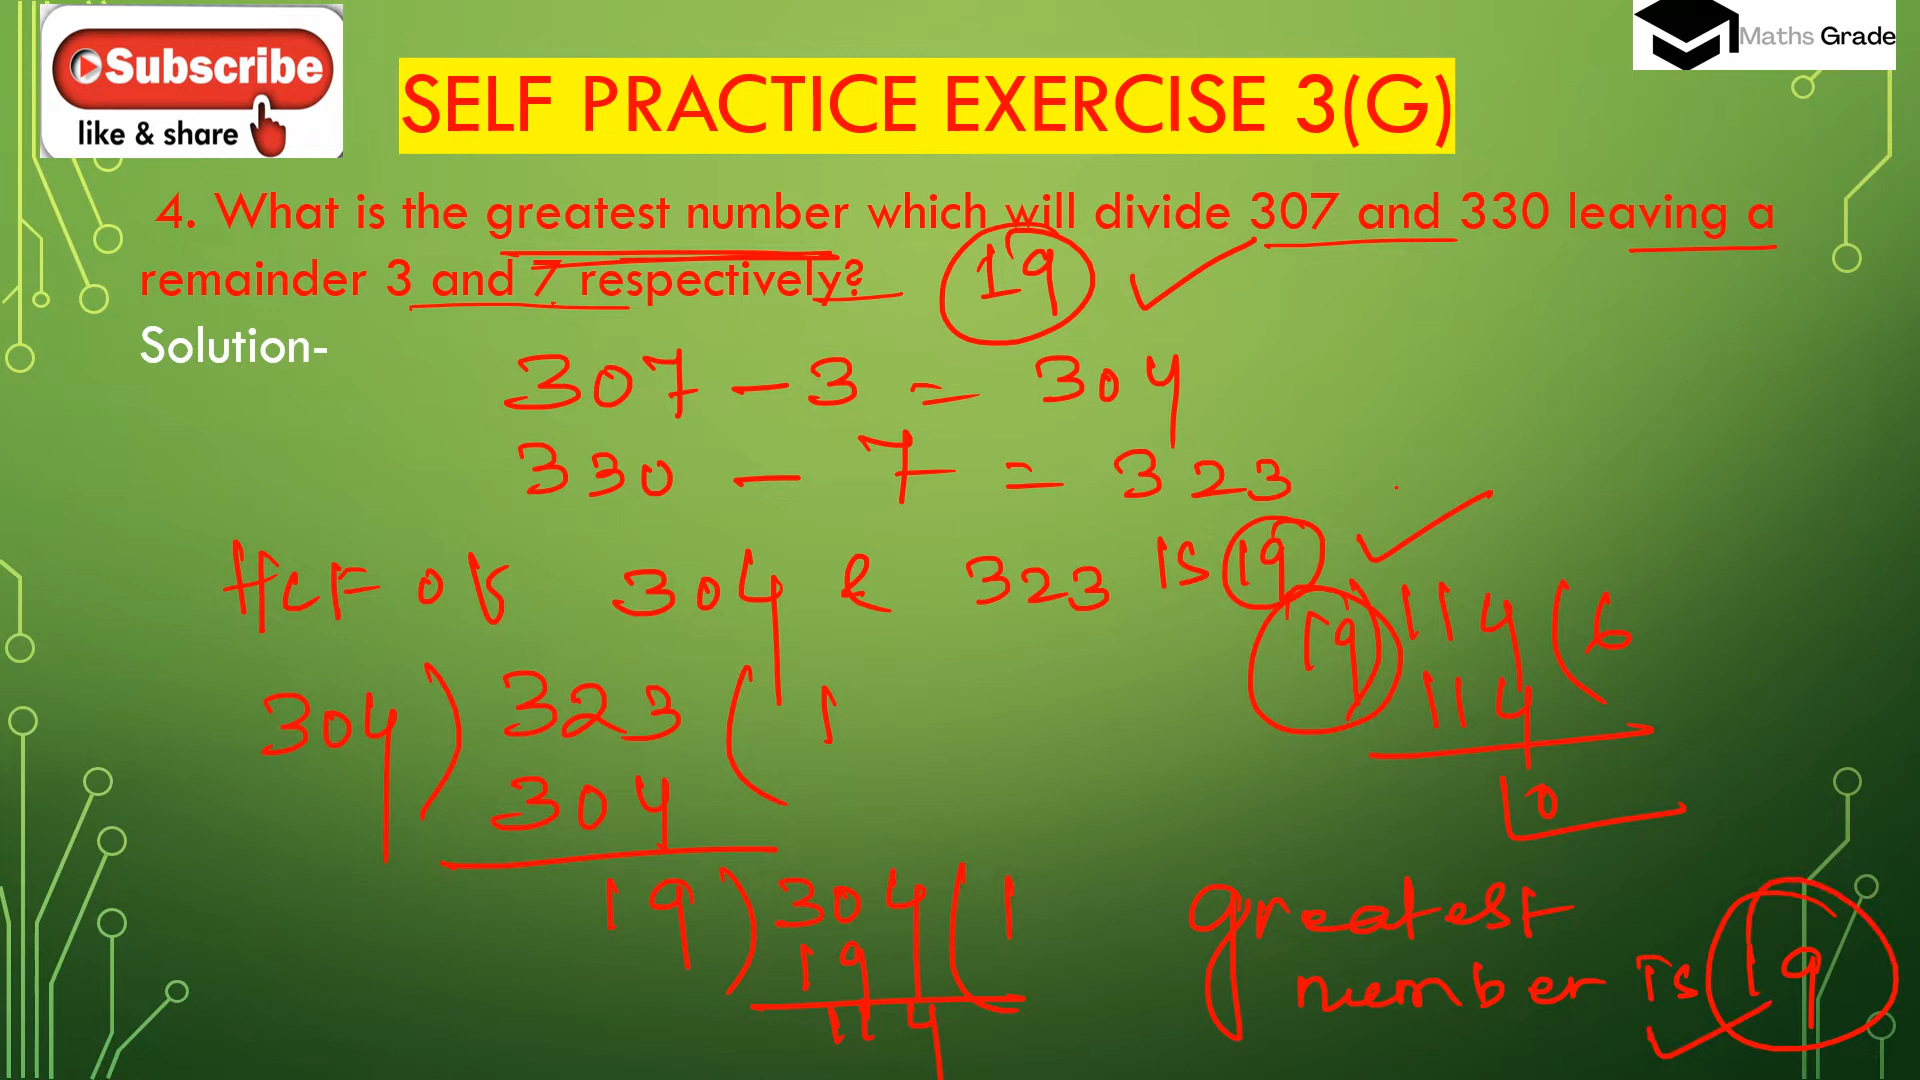 Subscribe
like & share
Maths Grade
SELF PRACTICE EXERCISE 3(G)
4. What is the greatest number which will divide 307 and 330 leaving a
remainder 3 and 7 respectively?
19
Solution-
307 - 3 = 304
330 - 7 = 323
HCF of 304 & 323 is 19
304 ) 323 ( 1
304
19 ) 304 ( 1
19
114
19 ) 114 ( 6
114
0
greatest
number is 19